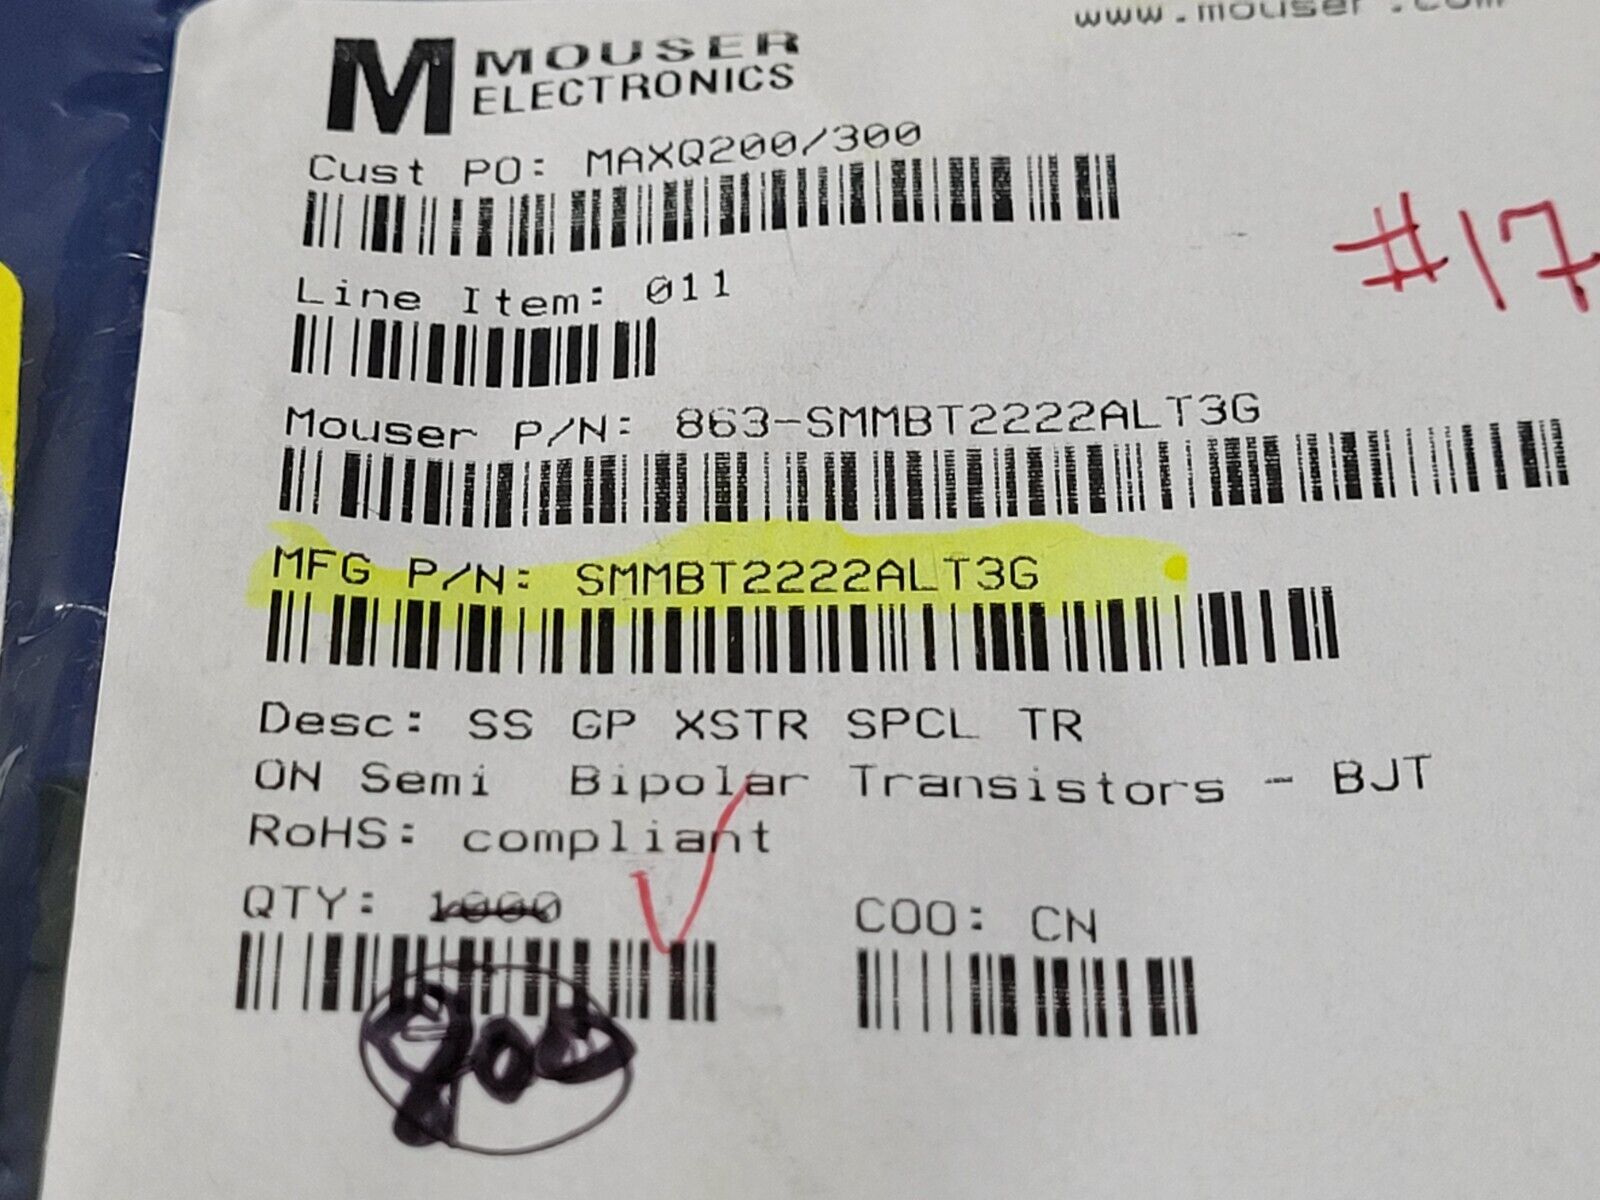 www.mouser.com
M MOUSER
ELECTRONICS
Cust PO: MAXQ200/300
#17
Line Item: 011
Mouser P/N: 863-SMMBT2222ALT3G
MFG P/N: SMMBT2222ALT3G
Desc: SS GP XSTR SPCL TR
ON Semi Bipolar Transistors - BJT
RoHS: compliant
QTY: 1000
COO: CN